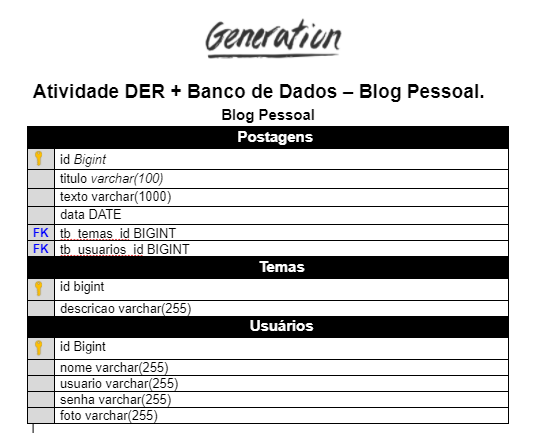 Generation
Atividade DER + Banco de Dados – Blog Pessoal.
Blog Pessoal
Postagens
id Bigint
titulo varchar(100)
texto varchar(1000)
data DATE
FK tb_temas_id BIGINT
FK tb_usuarios_id BIGINT
Temas
id bigint
descricao varchar(255)
Usuários
id Bigint
nome varchar(255)
usuario varchar(255)
senha varchar(255)
foto varchar(255)